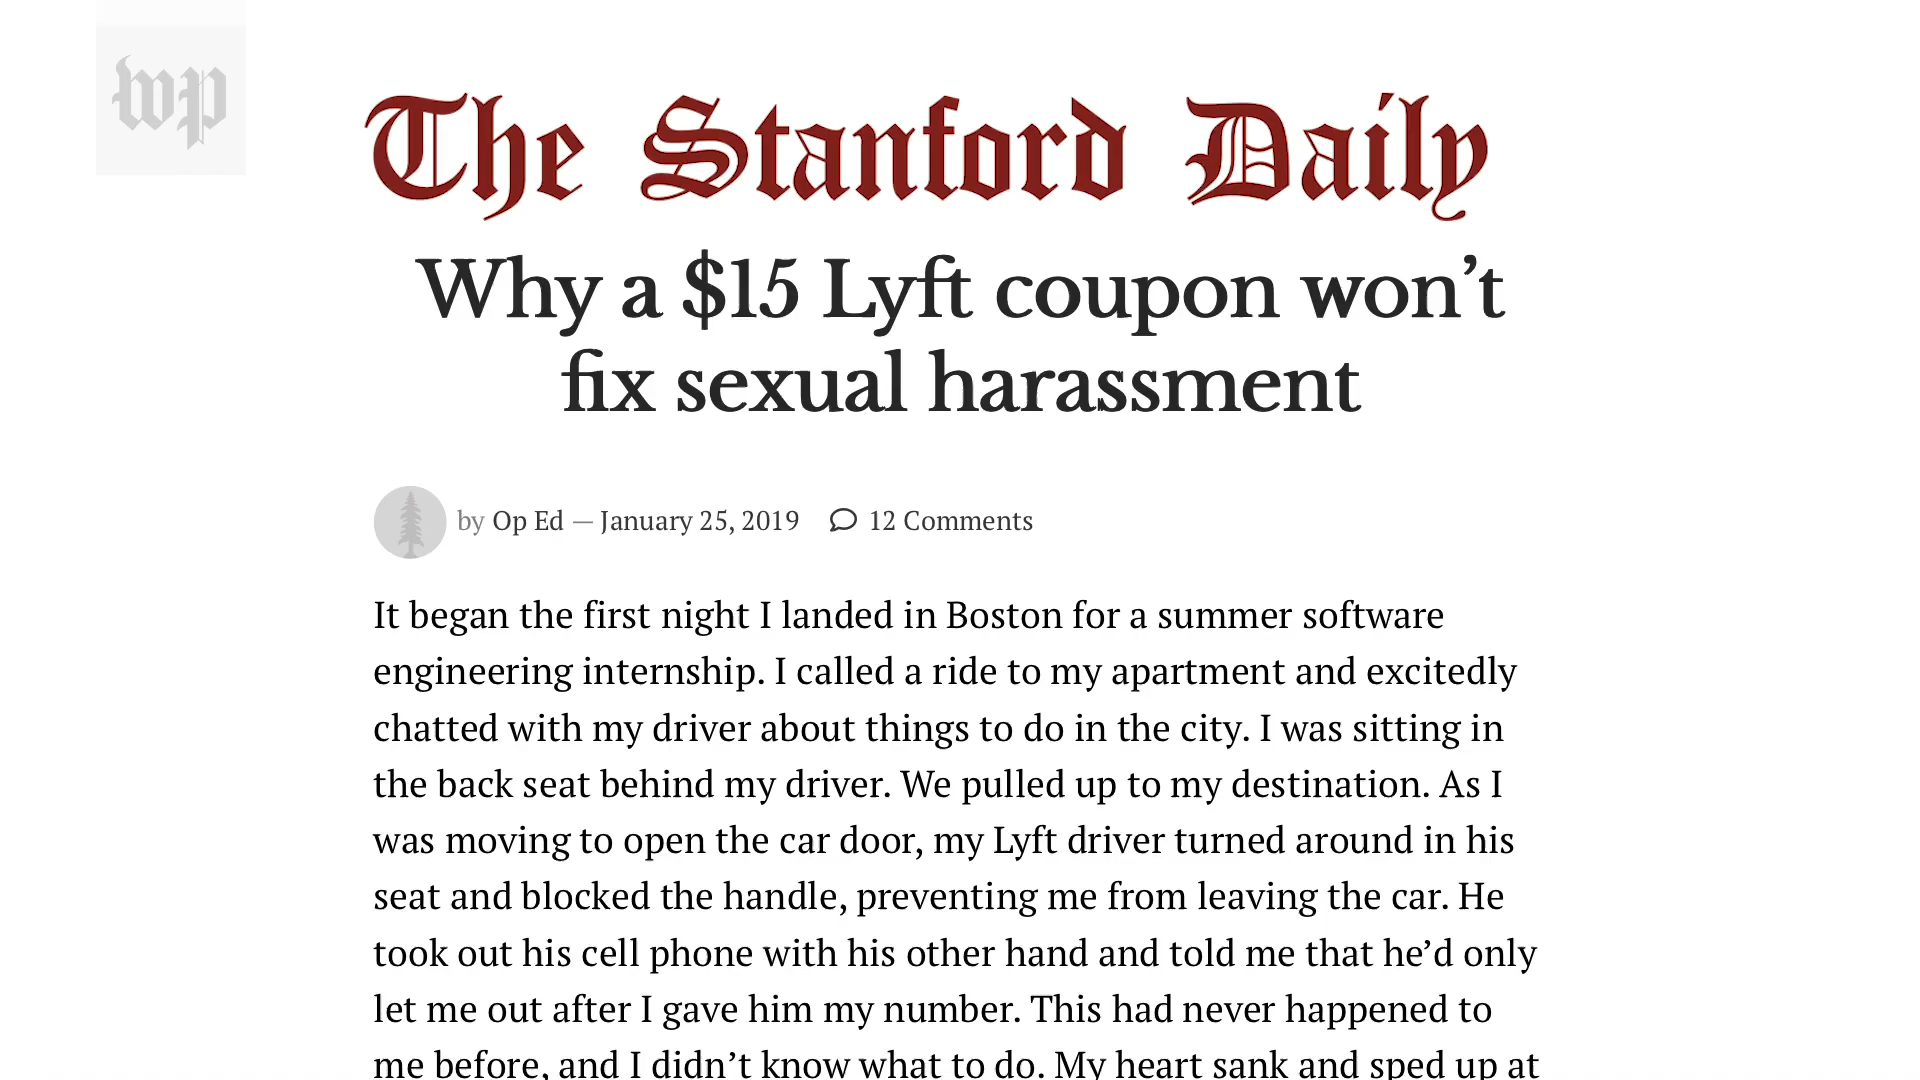 wp
The Stanford Daily
Why a $15 Lyft coupon won’t
fix sexual harassment
by Op Ed — January 25, 2019 12 Comments
It began the first night I landed in Boston for a summer software
engineering internship. I called a ride to my apartment and excitedly
chatted with my driver about things to do in the city. I was sitting in
the back seat behind my driver. We pulled up to my destination. As I
was moving to open the car door, my Lyft driver turned around in his
seat and blocked the handle, preventing me from leaving the car. He
took out his cell phone with his other hand and told me that he’d only
let me out after I gave him my number. This had never happened to
me before, and I didn’t know what to do. My heart sank and sped up at